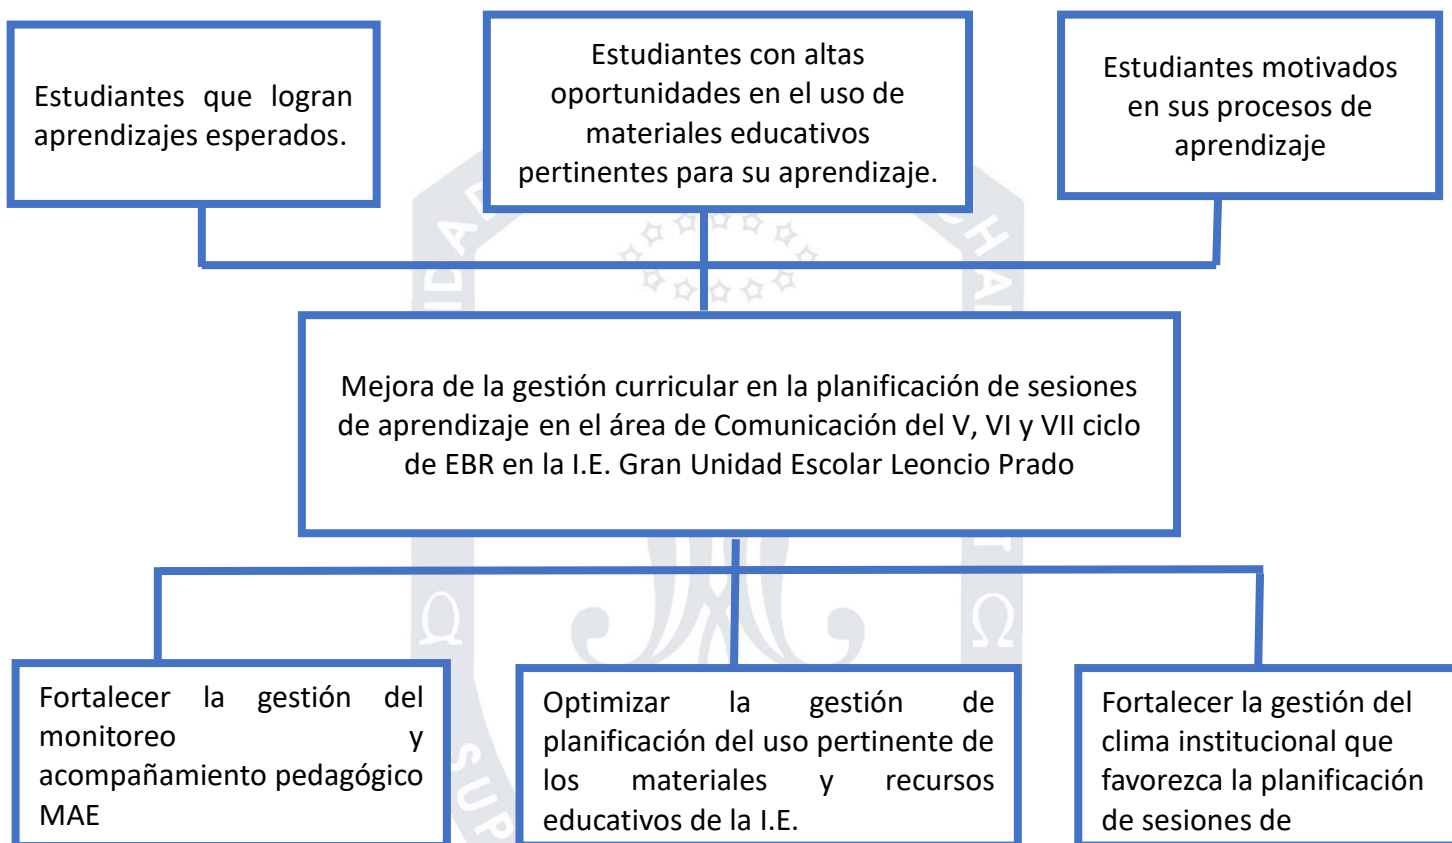 Estudiantes que logran
aprendizajes esperados.
Estudiantes con altas
oportunidades en el uso de
materiales educativos
pertinentes para su aprendizaje.
Estudiantes motivados
en sus procesos de
aprendizaje
Mejora de la gestión curricular en la planificación de sesiones
de aprendizaje en el área de Comunicación del V, VI y VII ciclo
de EBR en la I.E. Gran Unidad Escolar Leoncio Prado
Fortalecer la gestión del
monitoreo y
acompañamiento pedagógico
MAE
Optimizar la gestión de
planificación del uso pertinente de
los materiales y recursos
educativos de la I.E.
Fortalecer la gestión del
clima institucional que
favorezca la planificación
de sesiones de